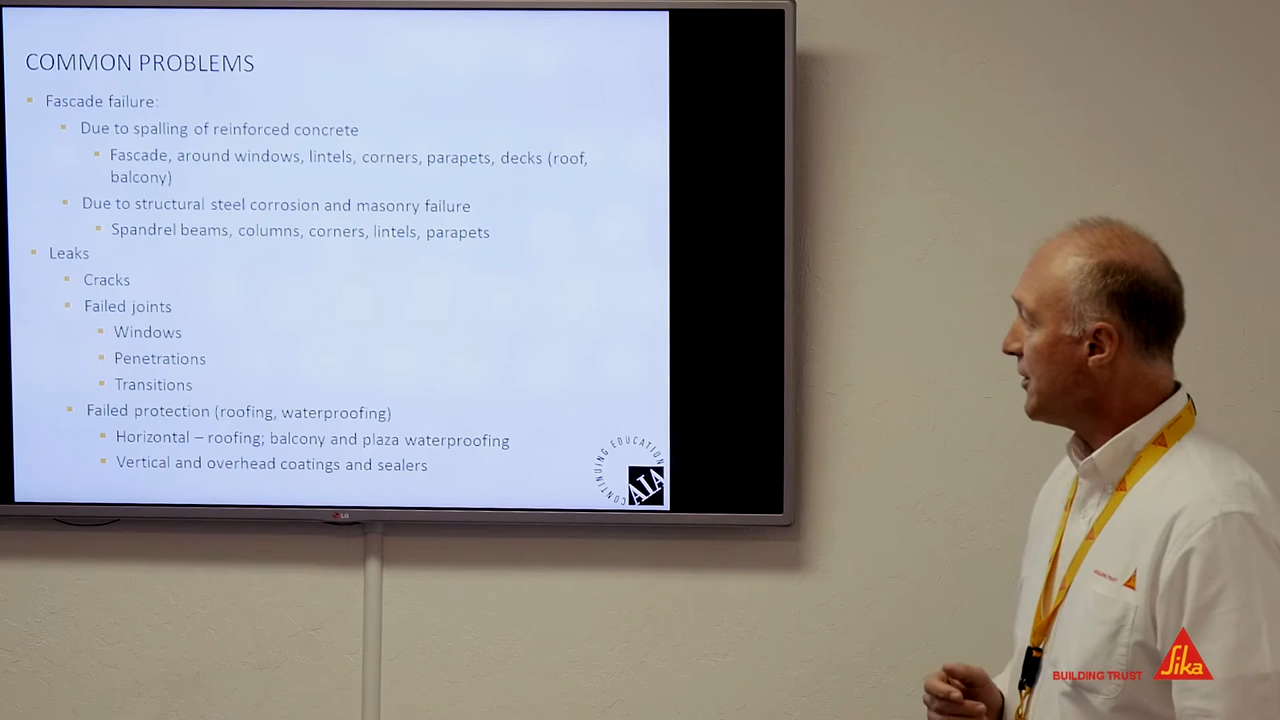 COMMON PROBLEMS
Fascade failure:
Due to spalling of reinforced concrete
Fascade, around windows, lintels, corners, parapets, decks (roof,
balcony)
Due to structural steel corrosion and masonry failure
Spandrel beams, columns, corners, lintels, parapets
Leaks
Cracks
Failed joints
Windows
Penetrations
Transitions
Failed protection (roofing, waterproofing)
Horizontal – roofing; balcony and plaza waterproofing
Vertical and overhead coatings and sealers
CONTINUING EDUCATION
AIA
LG
BUILDING TRUST
BUILDING TRUST
Sika